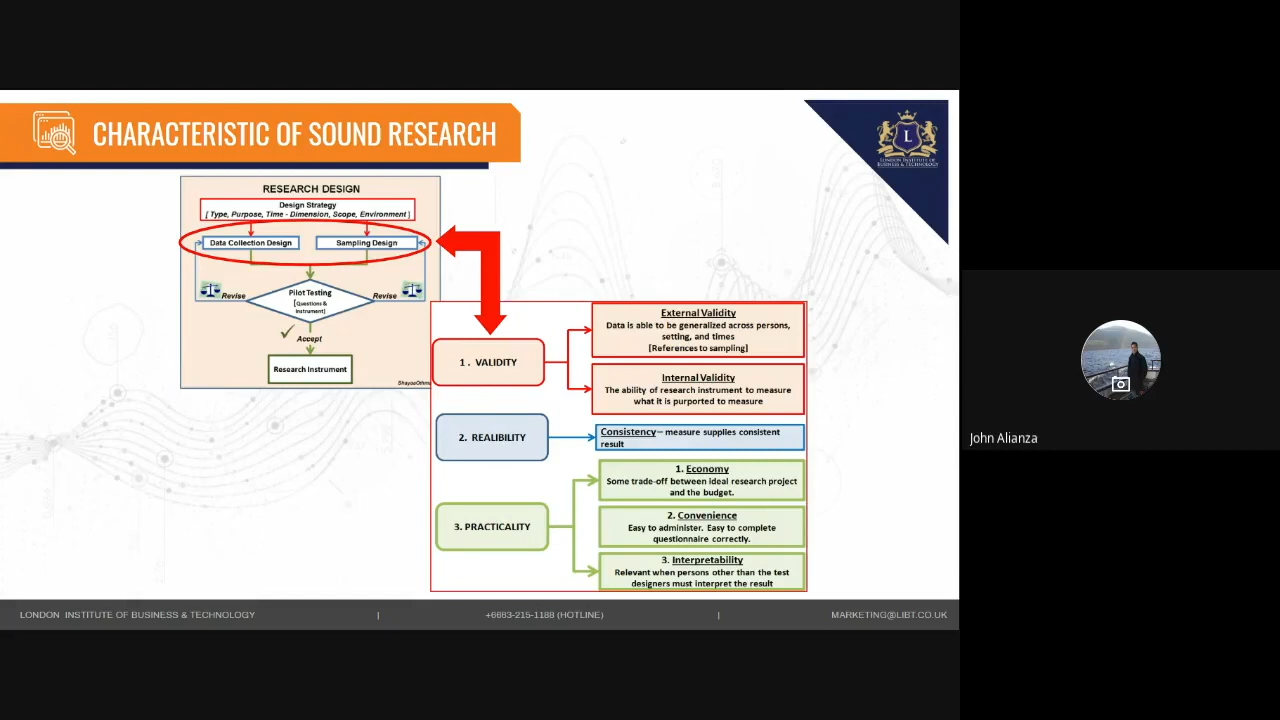 CHARACTERISTIC OF SOUND RESEARCH
L
LONDON INSTITUTE OF
BUSINESS & TECHNOLOGY
RESEARCH DESIGN
Design Strategy
[ Type, Purpose, Time - Dimension, Scope, Environment ]
Data Collection Design
Sampling Design
Revise
Pilot Testing
[Questions &
Instrument]
Revise
Accept
Research Instrument
1 . VALIDITY
External Validity
Data is able to be generalized across persons,
setting, and times
[References to sampling]
Internal Validity
The ability of research instrument to measure
what it is purported to measure
2. REALIBILITY
Consistency – measure supplies consistent
result
3. PRACTICALITY
1. Economy
Some trade-off between ideal research project
and the budget.
2. Convenience
Easy to administer. Easy to complete
questionnaire correctly.
3. Interpretability
Relevant when persons other than the test
designers must interpret the result
LONDON INSTITUTE OF BUSINESS & TECHNOLOGY | +6683-215-1188 (HOTLINE) | MARKETING@LIBT.CO.UK
John Alianza